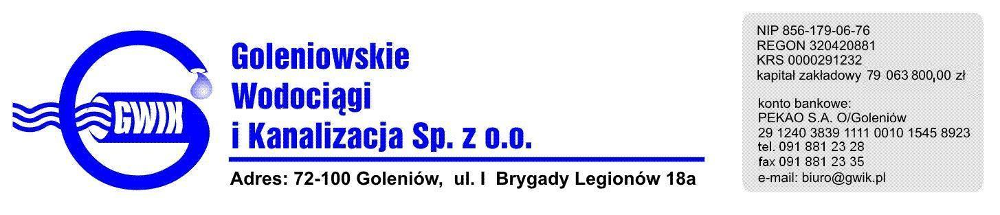 GWIK
Goleniowskie
Wodociągi
i Kanalizacja Sp. z o.o.
Adres: 72-100 Goleniów, ul. I Brygady Legionów 18a
NIP 856-179-06-76
REGON 320420881
KRS 0000291232
kapitał zakładowy 79 063 800,00 zł
konto bankowe:
PEKAO S.A. O/Goleniów
29 1240 3839 1111 0010 1545 8923
tel. 091 881 23 28
fax 091 881 23 35
e-mail: biuro@gwik.pl